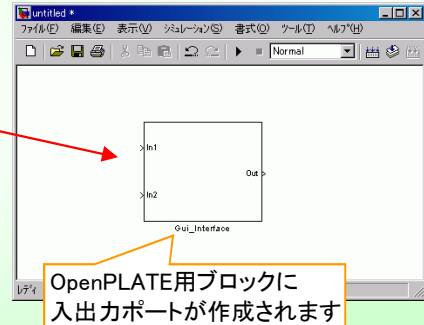 untitled *
ファイル(F) 編集(E) 表示(V) シミュレーション(S) 書式(O) ツール(T) ヘルプ(H)
Normal
In1
Out
In2
Gui_Interface
レディ
OpenPLATE用ブロックに
入出力ポートが作成されます